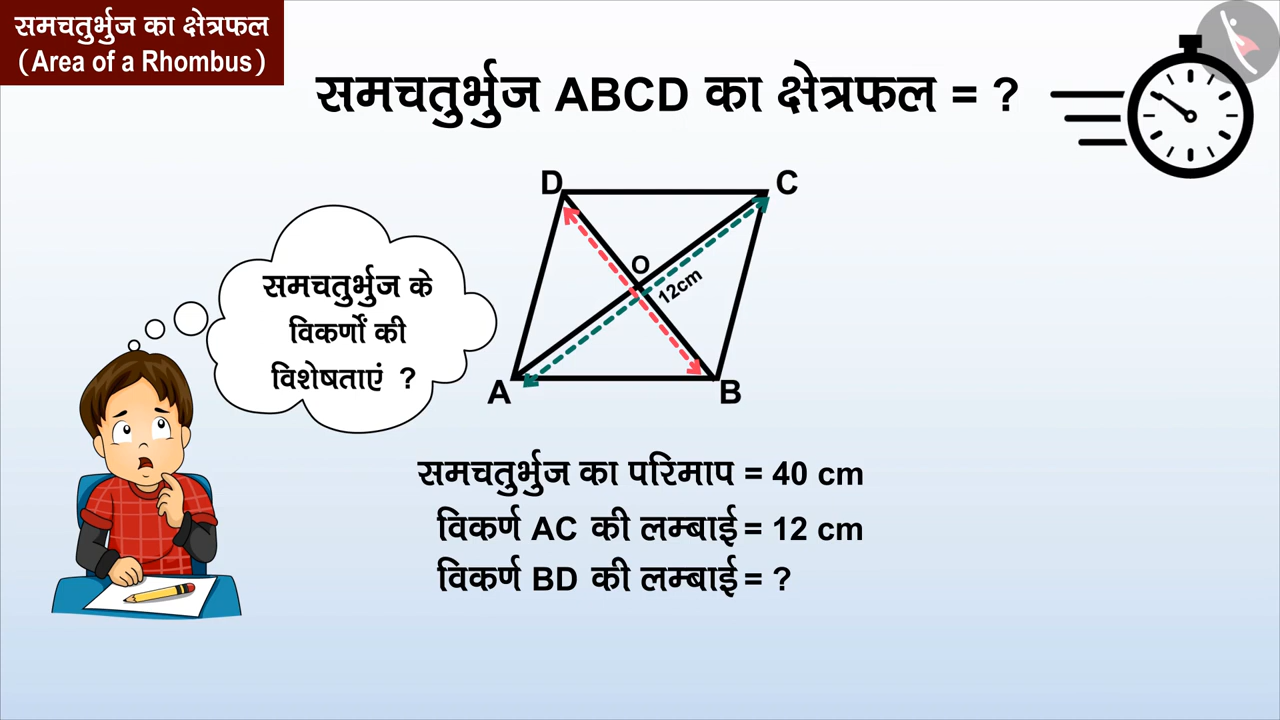 समचतुर्भुज का क्षेत्रफल
(Area of a Rhombus)
समचतुर्भुज ABCD का क्षेत्रफल = ?
D
C
O
12cm
A
B
समचतुर्भुज के
विकर्णों की
विशेषताएं ?
समचतुर्भुज का परिमाप = 40 cm
विकर्ण AC की लम्बाई = 12 cm
विकर्ण BD की लम्बाई = ?